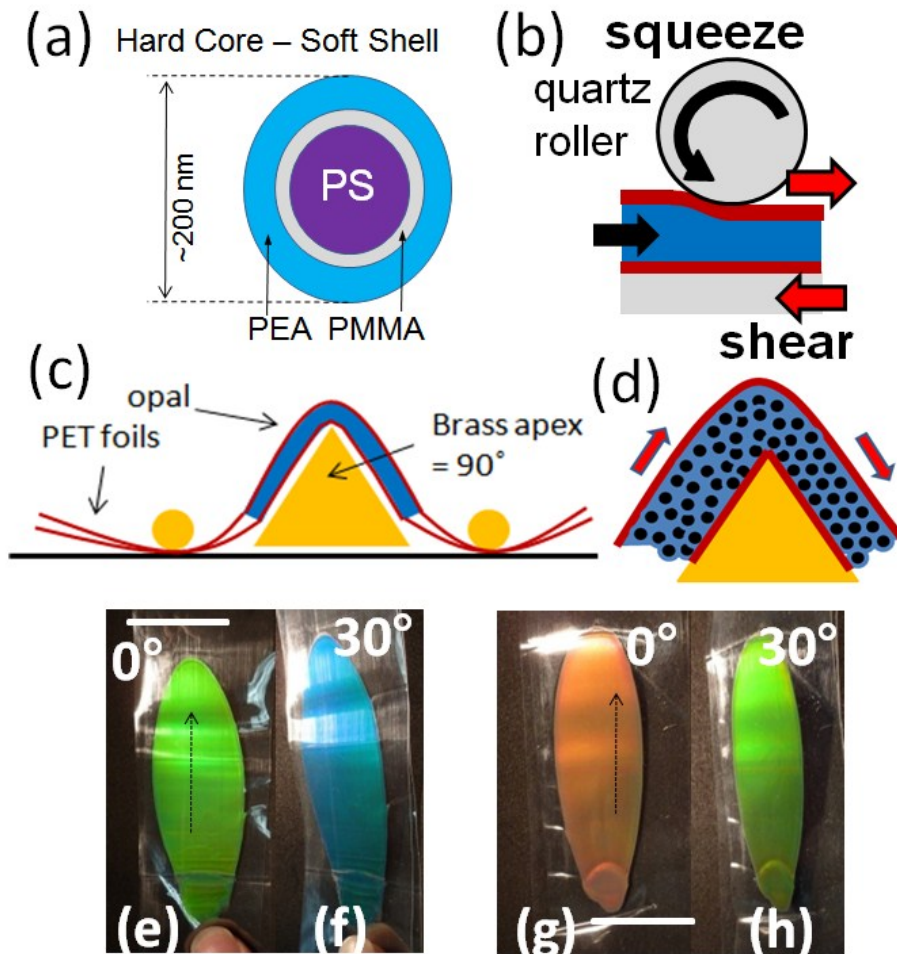 (a)
Hard Core – Soft Shell
~200 nm
PS
PEA PMMA
(b)
squeeze
quartz
roller
shear
(c)
opal
PET foils
Brass apex
= 90°
(d)
0°
(e)
30°
(f)
0°
(g)
30°
(h)